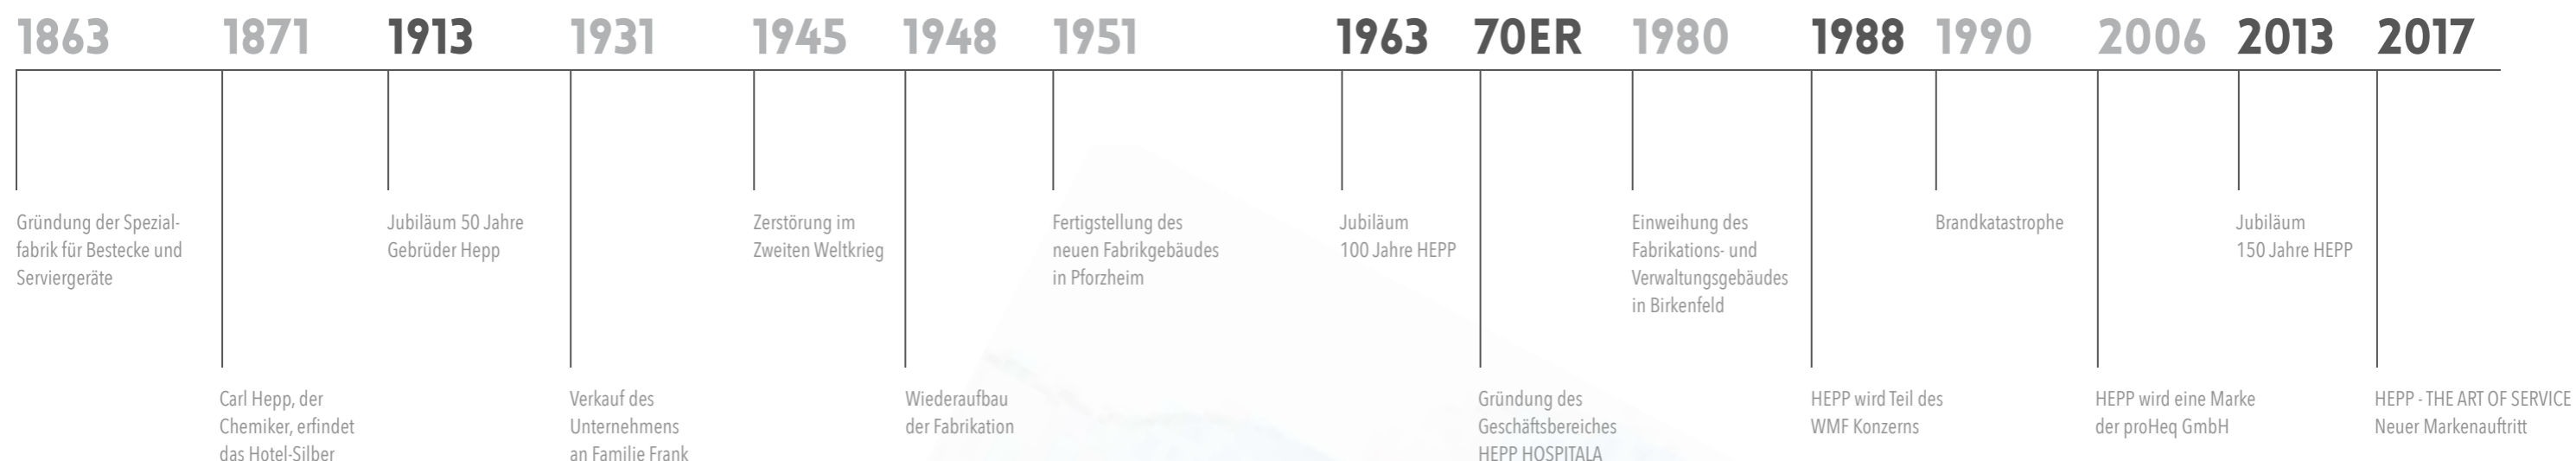 1863 1871 1913 1931 1945 1948 1951 1963 70ER 1980 1988 1990 2006 2013 2017
Gründung der Spezial-
fabrik für Bestecke und
Serviergeräte
Carl Hepp, der
Chemiker, erfindet
das Hotel-Silber
Jubiläum 50 Jahre
Gebrüder Hepp
Verkauf des
Unternehmens
an Familie Frank
Zerstörung im
Zweiten Weltkrieg
Wiederaufbau
der Fabrikation
Fertigstellung des
neuen Fabrikgebäudes
in Pforzheim
Jubiläum
100 Jahre HEPP
Gründung des
Geschäftsbereiches
HEPP HOSPITALA
Einweihung des
Fabrikations- und
Verwaltungsgebäudes
in Birkenfeld
HEPP wird Teil des
WMF Konzerns
Brandkatastrophe
HEPP wird eine Marke
der proHeq GmbH
Jubiläum
150 Jahre HEPP
HEPP - THE ART OF SERVICE
Neuer Markenauftritt